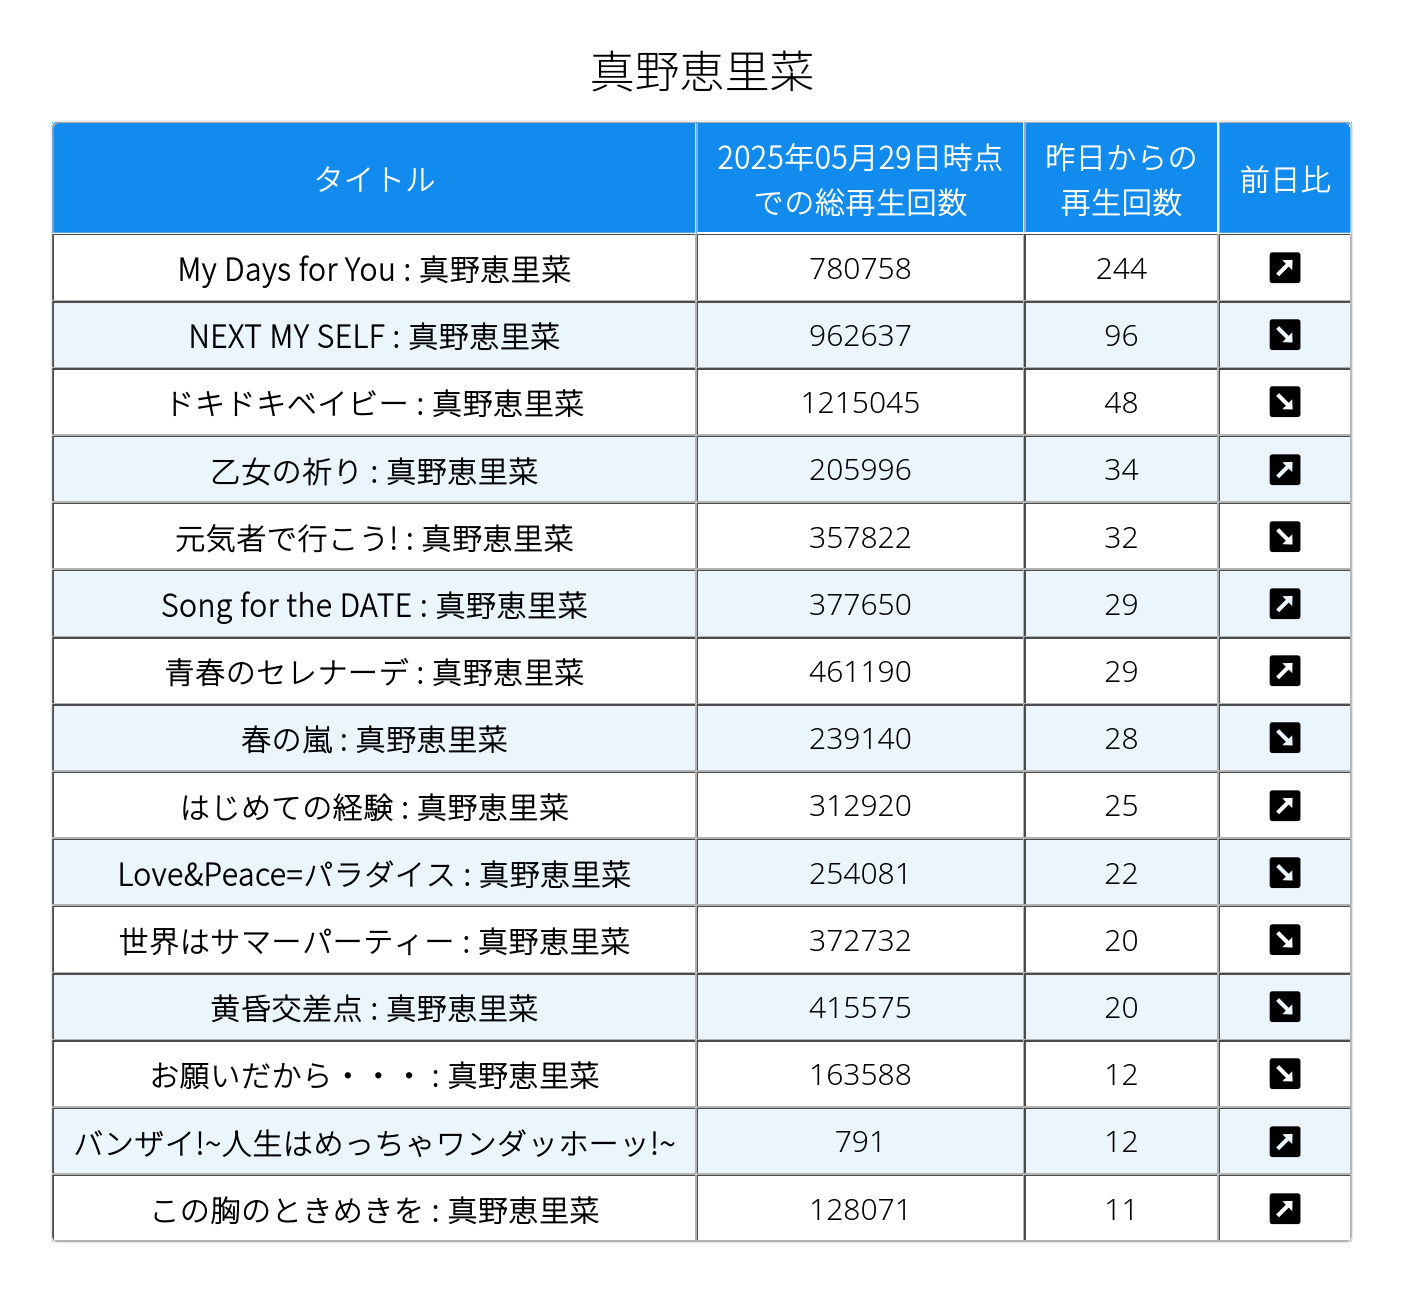 真野恵里菜
タイトル
2025年05月29日時点
での総再生回数
昨日からの
再生回数
前日比
My Days for You : 真野恵里菜 780758 244 ↗
NEXT MY SELF : 真野恵里菜 962637 96 ↘
ドキドキベイビー : 真野恵里菜 1215045 48 ↘
乙女の祈り : 真野恵里菜 205996 34 ↗
元気者で行こう! : 真野恵里菜 357822 32 ↘
Song for the DATE : 真野恵里菜 377650 29 ↗
青春のセレナーデ : 真野恵里菜 461190 29 ↗
春の嵐 : 真野恵里菜 239140 28 ↘
はじめての経験 : 真野恵里菜 312920 25 ↗
Love&Peace=パラダイス : 真野恵里菜 254081 22 ↘
世界はサマーパーティー : 真野恵里菜 372732 20 ↘
黄昏交差点 : 真野恵里菜 415575 20 ↘
お願いだから・・・ : 真野恵里菜 163588 12 ↘
バンザイ!~人生はめっちゃワンダッホーッ!~ 791 12 ↗
この胸のときめきを : 真野恵里菜 128071 11 ↗